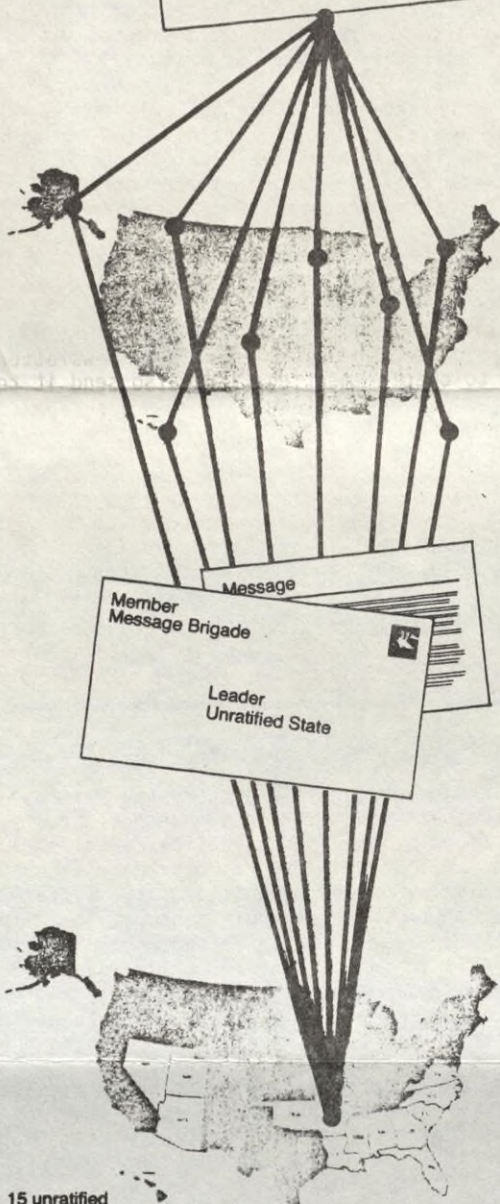 Message
Member
Message Brigade
Leader
Unratified State
15 unratified